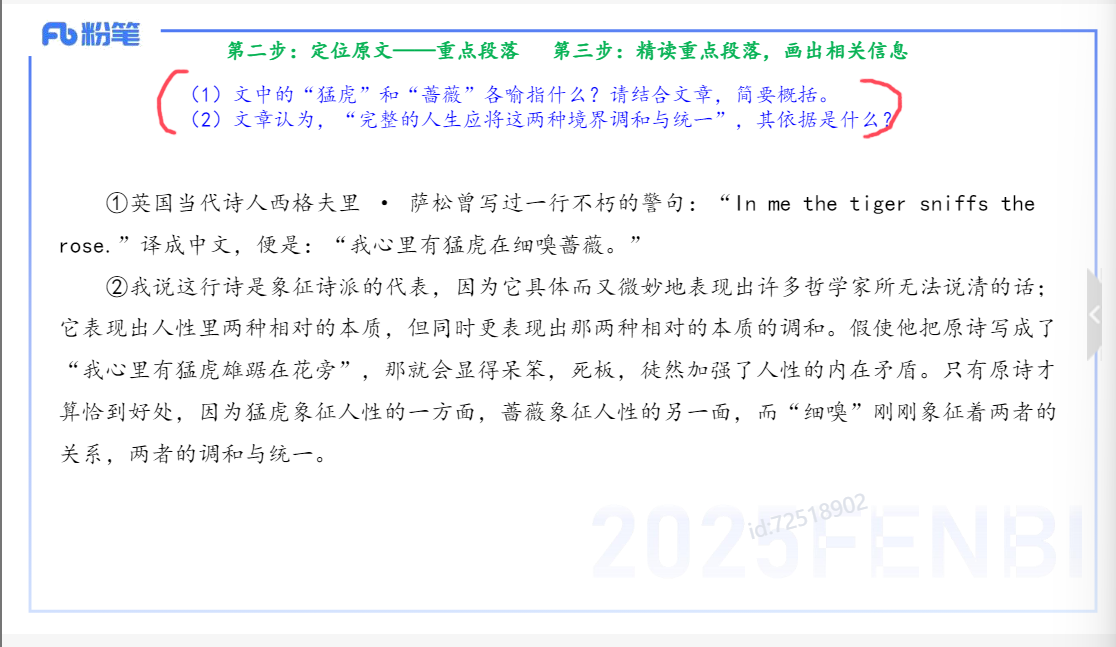 粉笔
第二步：定位原文——重点段落 第三步：精读重点段落，画出相关信息
（1）文中的“猛虎”和“蔷薇”各喻指什么？请结合文章，简要概括。
（2）文章认为，“完整的人生应将这两种境界调和与统一”，其依据是什么？
①英国当代诗人西格夫里 · 萨松曾写过一行不朽的警句：“In me the tiger sniffs the
rose.”译成中文，便是：“我心里有猛虎在细嗅蔷薇。”
②我说这行诗是象征诗派的代表，因为它具体而又微妙地表现出许多哲学家所无法说清的话；
它表现出人性里两种相对的本质，但同时更表现出那两种相对的本质的调和。假使他把原诗写成了
“我心里有猛虎雄踞在花旁”，那就会显得呆笨，死板，徒然加强了人性的内在矛盾。只有原诗才
算恰到好处，因为猛虎象征人性的一方面，蔷薇象征人性的另一面，而“细嗅”刚刚象征着两者的
关系，两者的调和与统一。
id:72518902
2025FENBI